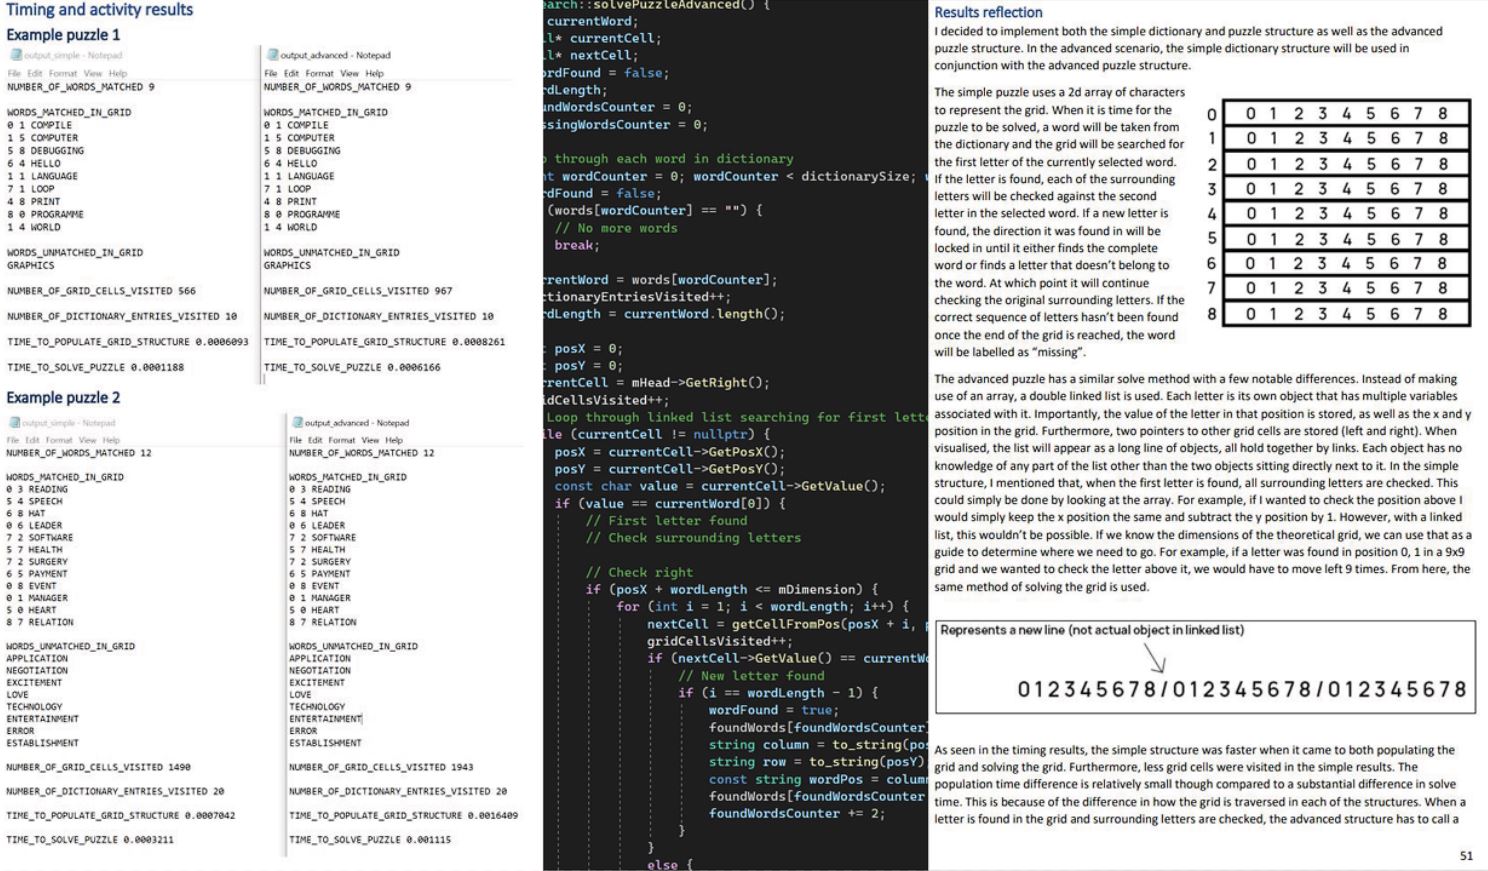 Timing and activity results
Example puzzle 1
output_simple - Notepad
File Edit Format View Help
NUMBER_OF_WORDS_MATCHED 9
WORDS_MATCHED_IN_GRID
0 1 COMPILE
1 5 COMPUTER
5 8 DEBUGGING
6 4 HELLO
1 1 LANGUAGE
7 1 LOOP
4 8 PRINT
8 0 PROGRAMME
1 4 WORLD
WORDS_UNMATCHED_IN_GRID
GRAPHICS
NUMBER_OF_GRID_CELLS_VISITED 566
NUMBER_OF_DICTIONARY_ENTRIES_VISITED 10
TIME_TO_POPULATE_GRID_STRUCTURE 0.0006093
TIME_TO_SOLVE_PUZZLE 0.0001188
output_advanced - Notepad
File Edit Format View Help
NUMBER_OF_WORDS_MATCHED 9
WORDS_MATCHED_IN_GRID
0 1 COMPILE
1 5 COMPUTER
5 8 DEBUGGING
6 4 HELLO
1 1 LANGUAGE
7 1 LOOP
4 8 PRINT
8 0 PROGRAMME
1 4 WORLD
WORDS_UNMATCHED_IN_GRID
GRAPHICS
NUMBER_OF_GRID_CELLS_VISITED 967
NUMBER_OF_DICTIONARY_ENTRIES_VISITED 10
TIME_TO_POPULATE_GRID_STRUCTURE 0.0008261
TIME_TO_SOLVE_PUZZLE 0.0006166
Example puzzle 2
output_simple - Notepad
File Edit Format View Help
NUMBER_OF_WORDS_MATCHED 12
WORDS_MATCHED_IN_GRID
0 3 READING
5 4 SPEECH
6 8 HAT
0 6 LEADER
7 2 SOFTWARE
5 7 HEALTH
7 2 SURGERY
6 5 PAYMENT
0 8 EVENT
0 1 MANAGER
5 0 HEART
8 7 RELATION
WORDS_UNMATCHED_IN_GRID
APPLICATION
NEGOTIATION
EXCITEMENT
LOVE
TECHNOLOGY
ENTERTAINMENT
ERROR
ESTABLISHMENT
NUMBER_OF_GRID_CELLS_VISITED 1490
NUMBER_OF_DICTIONARY_ENTRIES_VISITED 20
TIME_TO_POPULATE_GRID_STRUCTURE 0.0007042
TIME_TO_SOLVE_PUZZLE 0.0003211
output_advanced - Notepad
File Edit Format View Help
NUMBER_OF_WORDS_MATCHED 12
WORDS_MATCHED_IN_GRID
0 3 READING
5 4 SPEECH
6 8 HAT
0 6 LEADER
7 2 SOFTWARE
5 7 HEALTH
7 2 SURGERY
6 5 PAYMENT
0 8 EVENT
0 1 MANAGER
5 0 HEART
8 7 RELATION
WORDS_UNMATCHED_IN_GRID
APPLICATION
NEGOTIATION
EXCITEMENT
LOVE
TECHNOLOGY
ENTERTAINMENT
ERROR
ESTABLISHMENT
NUMBER_OF_GRID_CELLS_VISITED 1943
NUMBER_OF_DICTIONARY_ENTRIES_VISITED 20
TIME_TO_POPULATE_GRID_STRUCTURE 0.0016409
TIME_TO_SOLVE_PUZZLE 0.001115
arch::solvePuzzleAdvanced() {
currentWord;
ll* currentCell;
ll* nextCell;
ordFound = false;
rdLength;
undWordsCounter = 0;
ssingWordsCounter = 0;
through each word in dictionary
nt wordCounter = 0; wordCounter < dictionarySize;
rdFound = false;
(words[wordCounter] == "") {
// No more words
break;
rrentWord = words[wordCounter];
ctionaryEntriesVisited++;
rdLength = currentWord.length();
t posX = 0;
posY = 0;
rrentCell = mHead->GetRight();
idCellsVisited++;
Loop through linked list searching for first lette
le (currentCell != nullptr) {
posX = currentCell->GetPosX();
posY = currentCell->GetPosY();
const char value = currentCell->GetValue();
if (value == currentWord[0]) {
// First letter found
// Check surrounding letters
// Check right
if (posX + wordLength <= mDimension) {
for (int i = 1; i < wordLength; i++) {
nextCell = getCellFromPos(posX + i, p
gridCellsVisited++;
if (nextCell->GetValue() == currentWo
// New letter found
if (i == wordLength - 1) {
wordFound = true;
foundWords[foundWordsCounter]
string column = to_string(pos
string row = to_string(posY)
const string wordPos = column
foundWords[foundWordsCounter
foundWordsCounter += 2;
}
}
else {
Results reflection
I decided to implement both the simple dictionary and puzzle structure as well as the advanced
puzzle structure. In the advanced scenario, the simple dictionary structure will be used in
conjunction with the advanced puzzle structure.
The simple puzzle uses a 2d array of characters
to represent the grid. When it is time for the
puzzle to be solved, a word will be taken from
the dictionary and the grid will be searched for
the first letter of the currently selected word.
If the letter is found, each of the surrounding
letters will be checked against the second
letter in the selected word. If a new letter is
found, the direction it was found in will be
locked in until it either finds the complete
word or finds a letter that doesn't belong to
the word. At which point it will continue
checking the original surrounding letters. If the
correct sequence of letters hasn't been found
once the end of the grid is reached, the word
will be labelled as "missing".
0 0 1 2 3 4 5 6 7 8
1 0 1 2 3 4 5 6 7 8
2 0 1 2 3 4 5 6 7 8
3 0 1 2 3 4 5 6 7 8
4 0 1 2 3 4 5 6 7 8
5 0 1 2 3 4 5 6 7 8
6 0 1 2 3 4 5 6 7 8
7 0 1 2 3 4 5 6 7 8
8 0 1 2 3 4 5 6 7 8
The advanced puzzle has a similar solve method with a few notable differences. Instead of making
use of an array, a double linked list is used. Each letter is its own object that has multiple variables
associated with it. Importantly, the value of the letter in that position is stored, as well as the x and y
position in the grid. Furthermore, two pointers to other grid cells are stored (left and right). When
visualised, the list will appear as a long line of objects, all hold together by links. Each object has no
knowledge of any part of the list other than the two objects sitting directly next to it. In the simple
structure, I mentioned that, when the first letter is found, all surrounding letters are checked. This
could simply be done by looking at the array. For example, if I wanted to check the position above I
would simply keep the x position the same and subtract the y position by 1. However, with a linked
list, this wouldn't be possible. If we know the dimensions of the theoretical grid, we can use that as a
guide to determine where we need to go. For example, if a letter was found in position 0, 1 in a 9x9
grid and we wanted to check the letter above it, we would have to move left 9 times. From here, the
same method of solving the grid is used.
Represents a new line (not actual object in linked list)
0 1 2 3 4 5 6 7 8 / 0 1 2 3 4 5 6 7 8 / 0 1 2 3 4 5 6 7 8
As seen in the timing results, the simple structure was faster when it came to both populating the
grid and solving the grid. Furthermore, less grid cells were visited in the simple results. The
population time difference is relatively small though compared to a substantial difference in solve
time. This is because of the difference in how the grid is traversed in each of the structures. When a
letter is found in the grid and surrounding letters are checked, the advanced structure has to call a
51